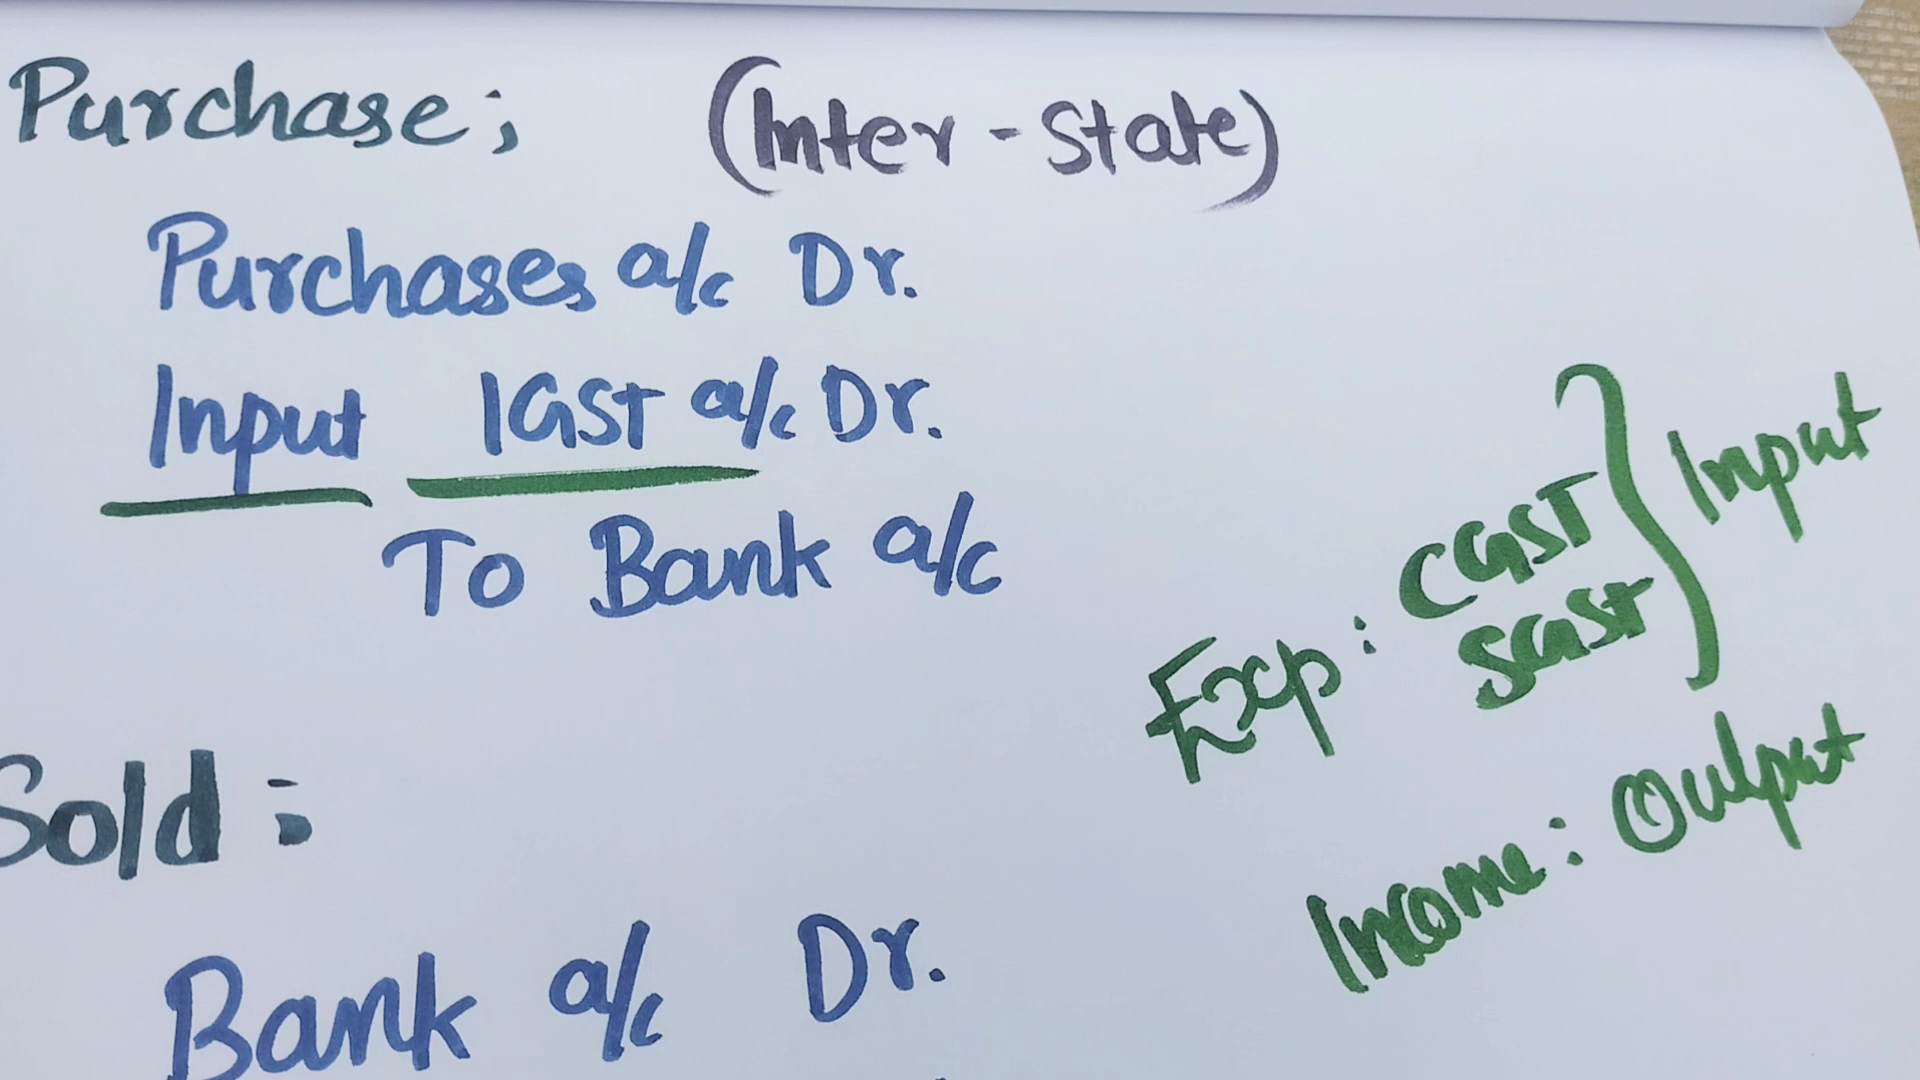 Purchase; (Inter-State)
Purchases a/c Dr.
Input IGST a/c Dr.
To Bank a/c
Exp: CGST
SGST } Input
Income: Output
Sold:
Bank a/c Dr.